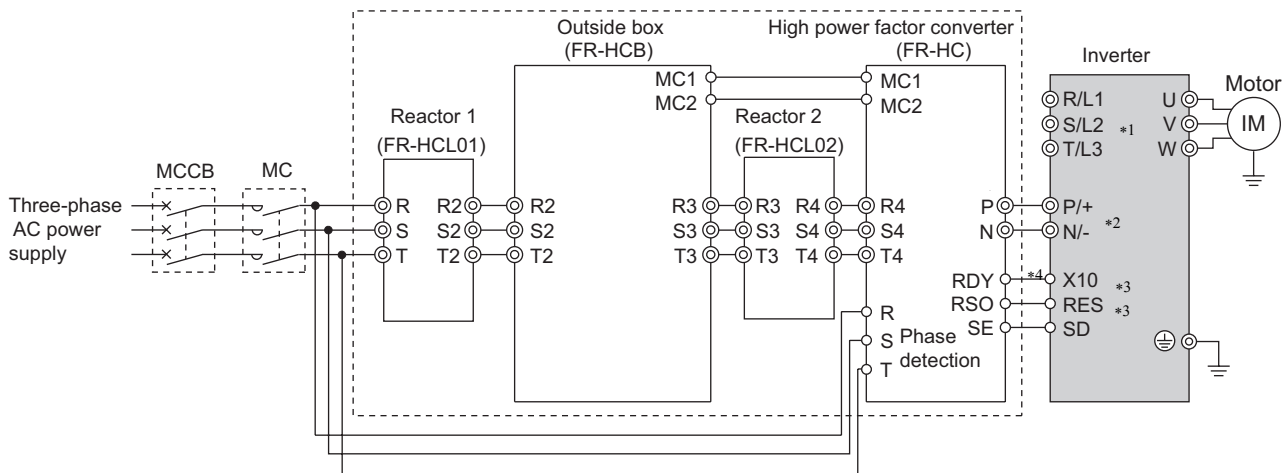 Outside box
(FR-HCB)
High power factor converter
(FR-HC)
Inverter
Motor
Reactor 1
(FR-HCL01)
Reactor 2
(FR-HCL02)
MCCB
MC
Three-phase
AC power
supply
MC1
MC2
MC1
MC2
R/L1
S/L2 *1
T/L3
U
V
W
IM
R R2 R2 R3 R3 R4 R4
S S2 S2 S3 S3 S4 S4
T T2 T2 T3 T3 T4 T4
P P/+
N N/- *2
RDY *4 X10 *3
RSO RES *3
SE SD
R
S Phase
detection
T